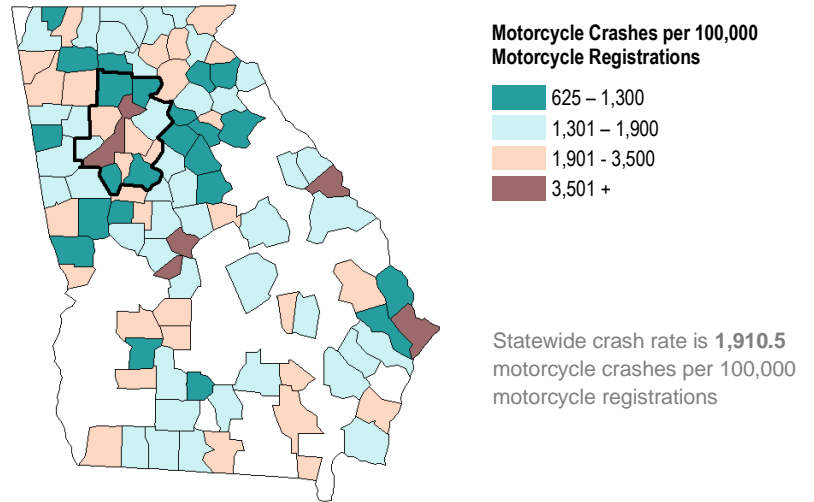 Motorcycle Crashes per 100,000
Motorcycle Registrations
625 – 1,300
1,301 – 1,900
1,901 - 3,500
3,501 +
Statewide crash rate is 1,910.5
motorcycle crashes per 100,000
motorcycle registrations